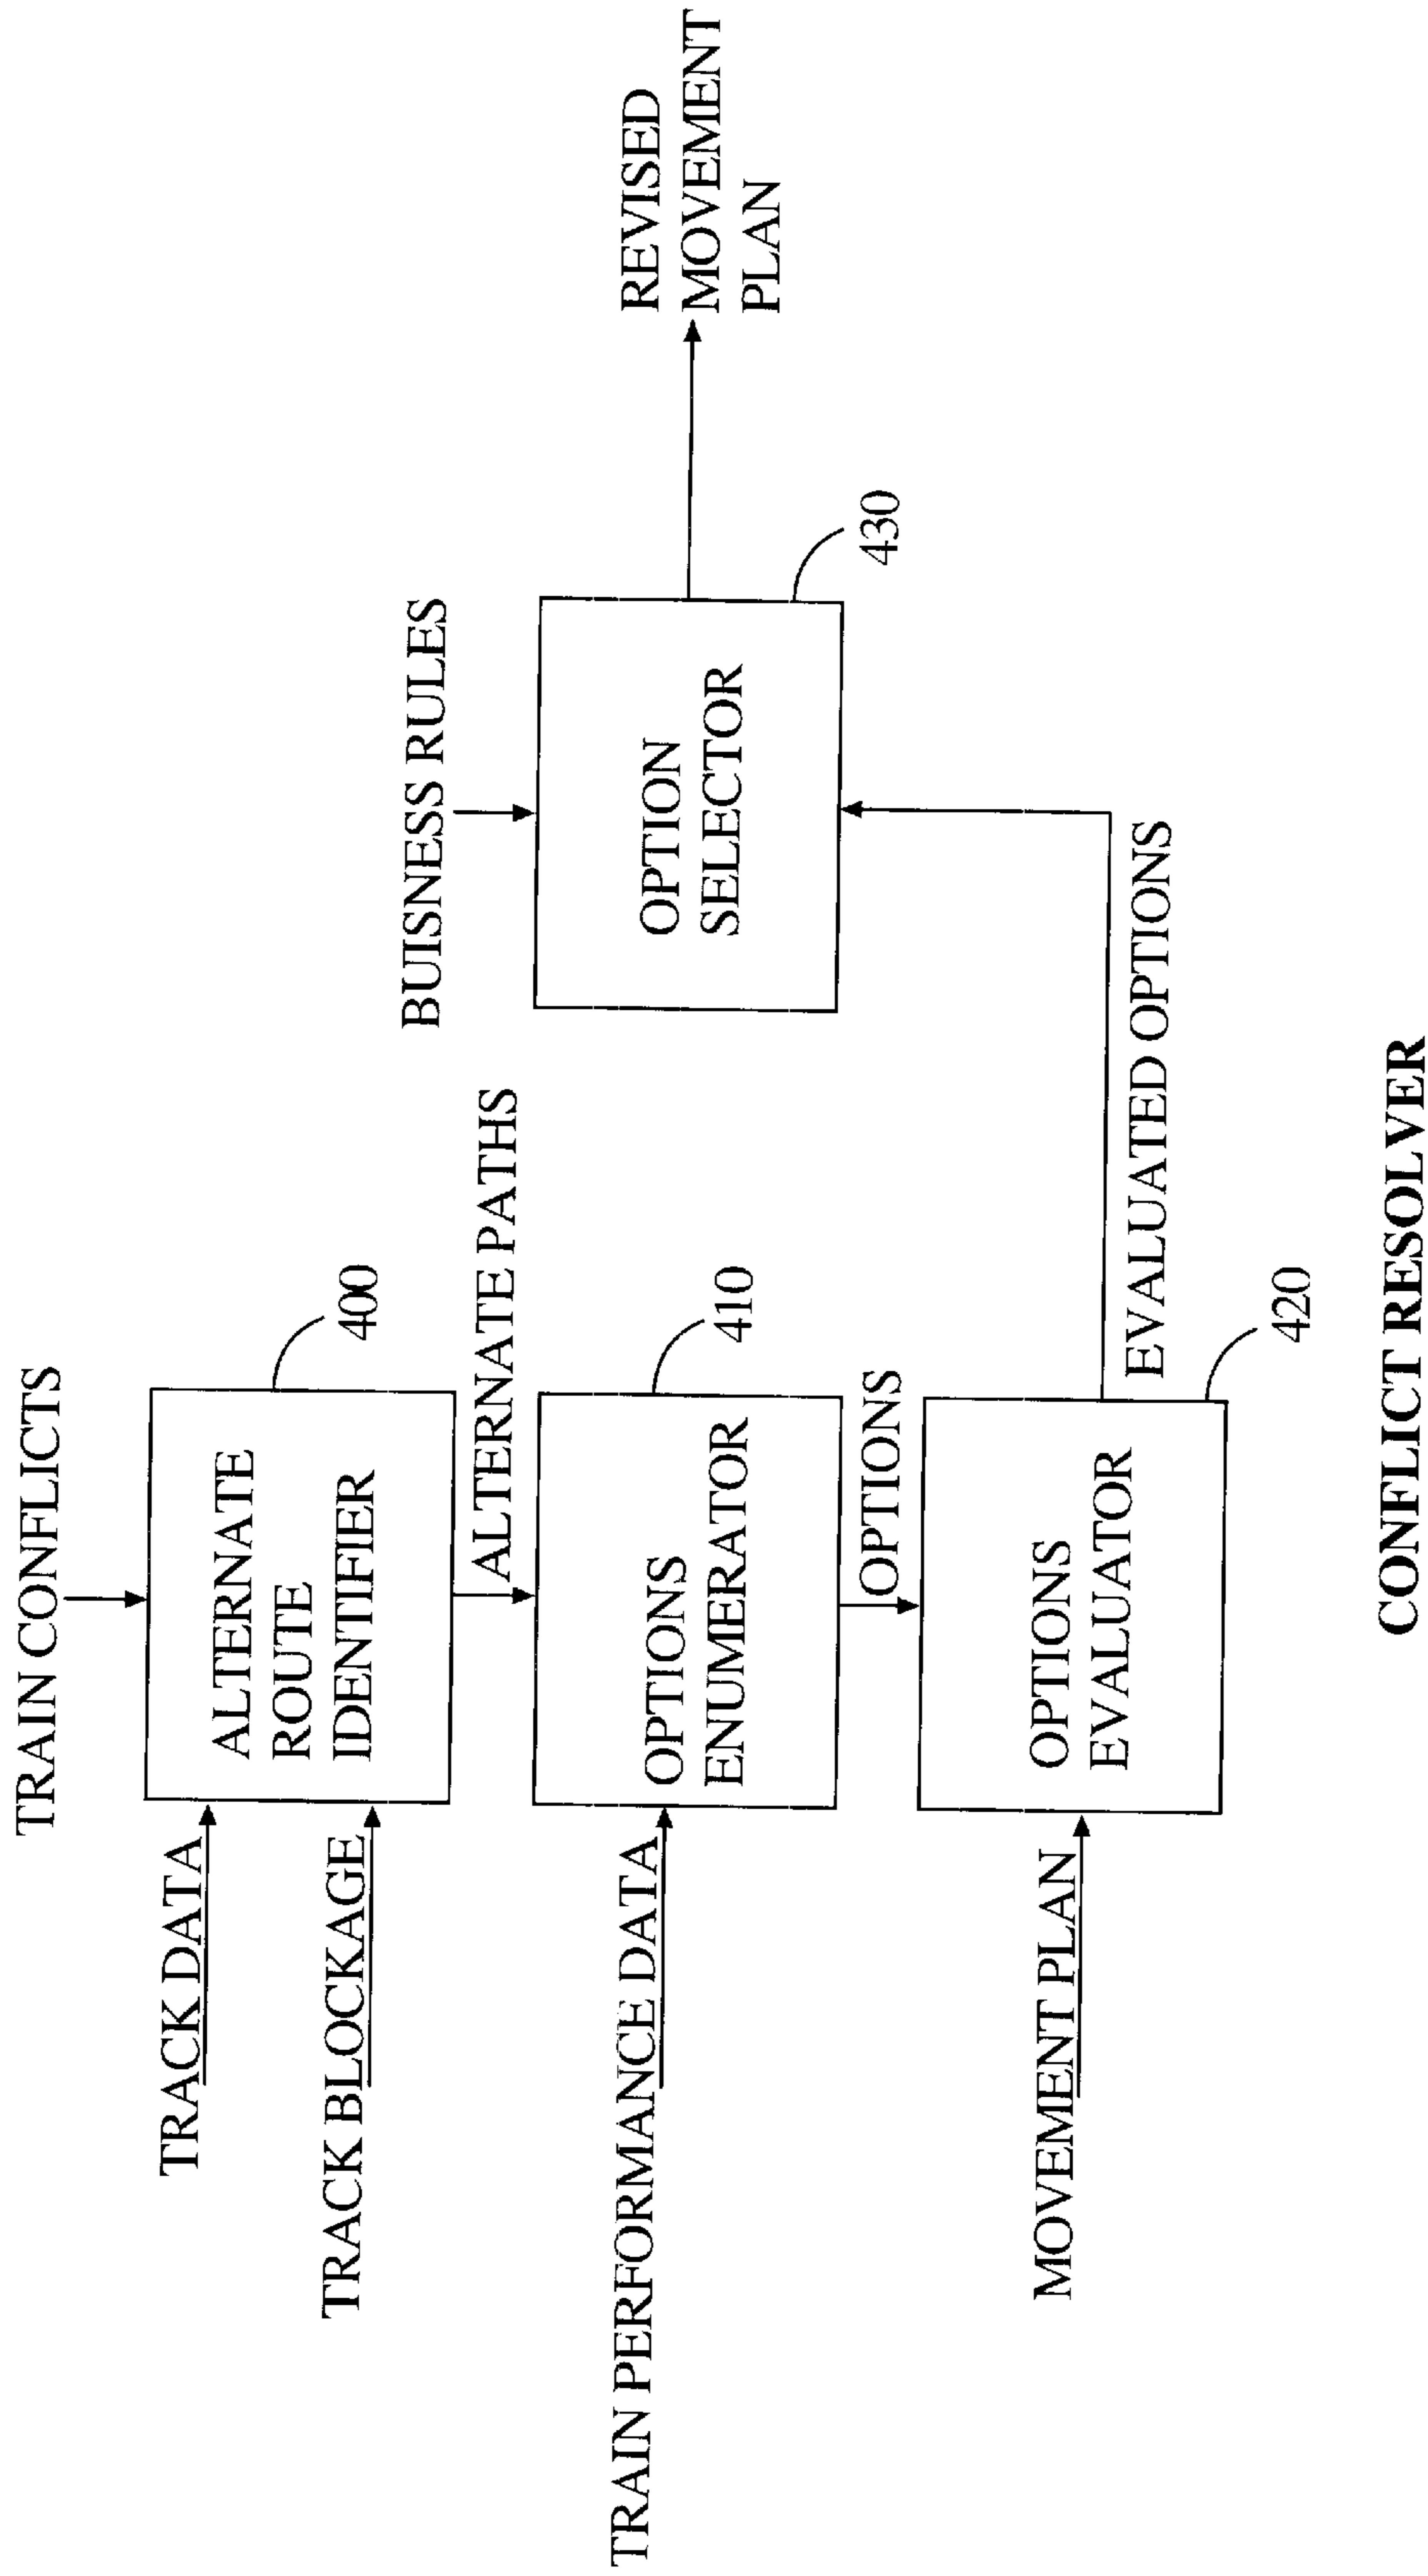 TRAIN CONFLICTS
TRACK DATA
TRACK BLOCKAGE
ALTERNATE
ROUTE
IDENTIFIER
400
ALTERNATE PATHS
TRAIN PERFORMANCE DATA
OPTIONS
ENUMERATOR
410
OPTIONS
MOVEMENT PLAN
OPTIONS
EVALUATOR
420
EVALUATED OPTIONS
BUISNESS RULES
OPTION
SELECTOR
430
REVISED
MOVEMENT
PLAN
CONFLICT RESOLVER